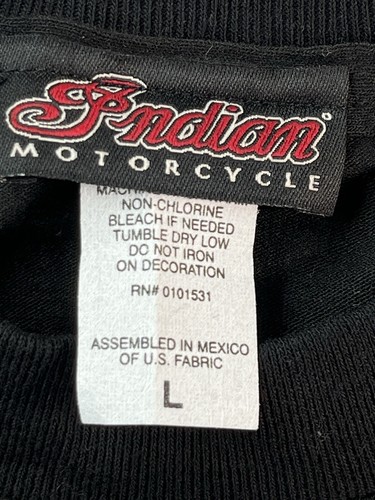 Indian
MOTORCYCLE
NON-CHLORINE
BLEACH IF NEEDED
TUMBLE DRY LOW
DO NOT IRON
ON DECORATION
RN# 0101531
ASSEMBLED IN MEXICO
OF U.S. FABRIC
L